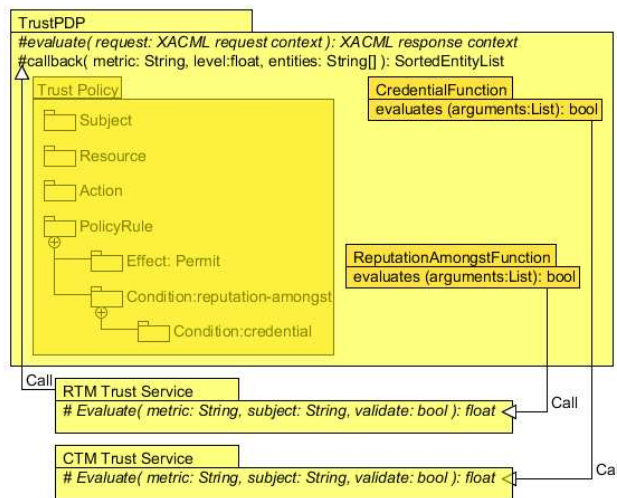 TrustPDP
#evaluate( request: XACML request context ): XACML response context
#callback( metric: String, level:float, entities: String[] ): SortedEntityList
Trust Policy
Subject
Resource
Action
PolicyRule
Effect: Permit
Condition:reputation-amongst
Condition:credential
CredentialFunction
evaluates (arguments:List): bool
ReputationAmongstFunction
evaluates (arguments:List): bool
Call
RTM Trust Service
# Evaluate( metric: String, subject: String, validate: bool ): float
Call
CTM Trust Service
# Evaluate( metric: String, subject: String, validate: bool ): float
Cal